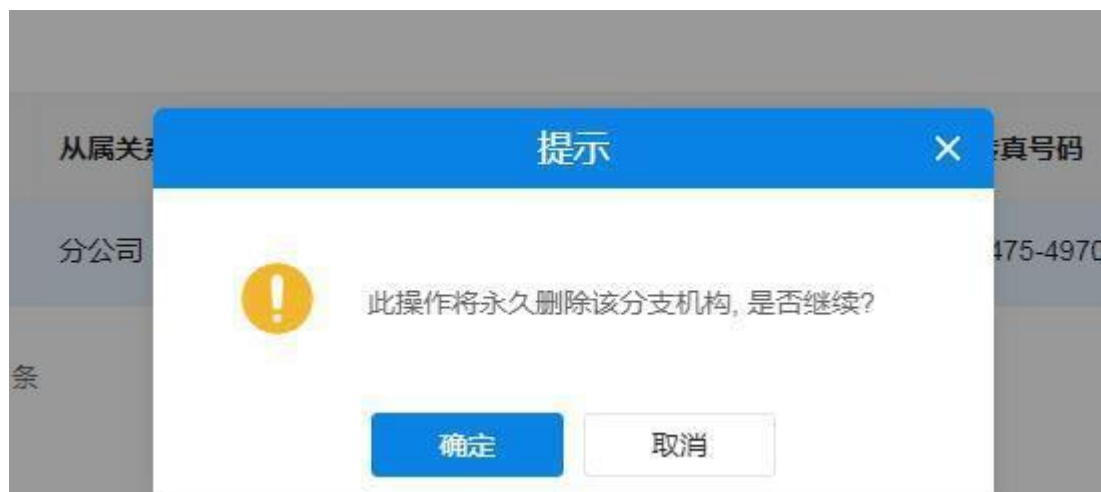 提示
从属关
真号码
分公司
475-4970
此操作将永久删除该分支机构, 是否继续?
条
确定
取消